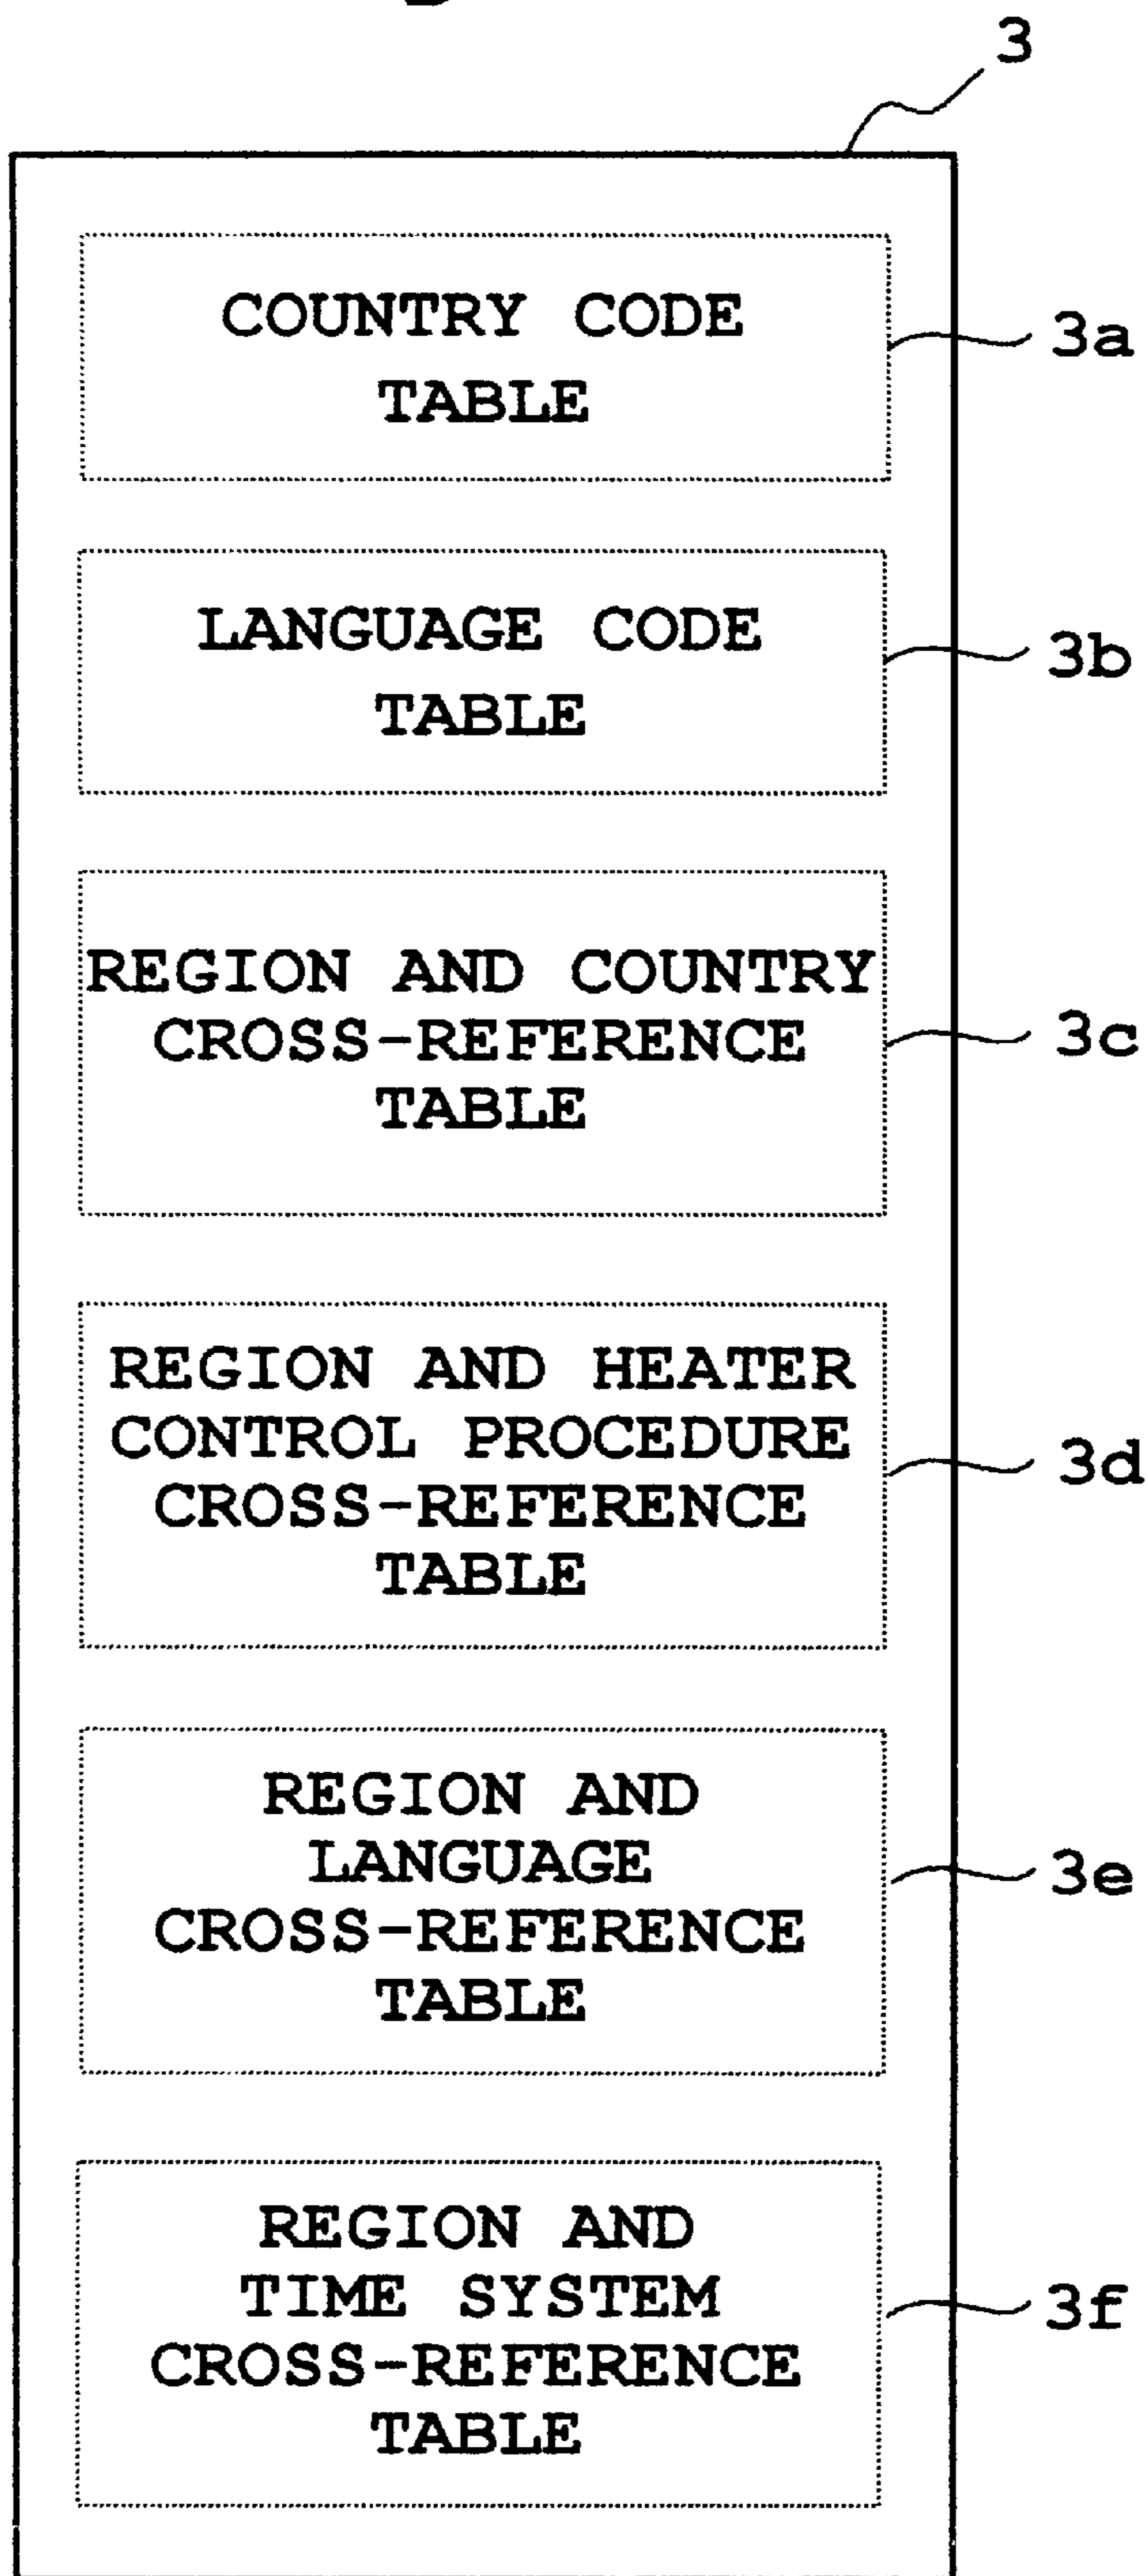 3
COUNTRY CODE
TABLE
3a
LANGUAGE CODE
TABLE
3b
REGION AND COUNTRY
CROSS-REFERENCE
TABLE
3c
REGION AND HEATER
CONTROL PROCEDURE
CROSS-REFERENCE
TABLE
3d
REGION AND
LANGUAGE
CROSS-REFERENCE
TABLE
3e
REGION AND
TIME SYSTEM
CROSS-REFERENCE
TABLE
3f